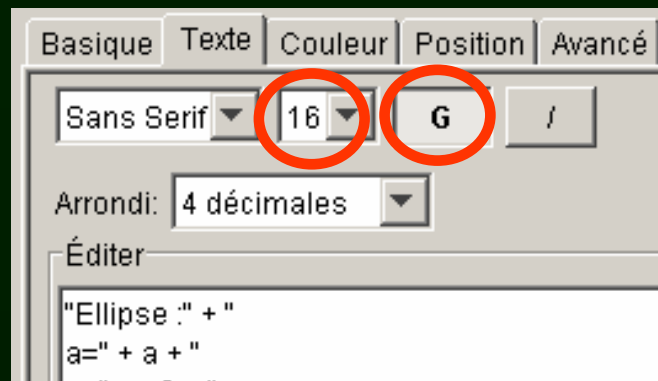 Basique Texte Couleur Position Avancé
Sans Serif 16 G I
Arrondi: 4 décimales
Éditer
"Ellipse :" + "
a=" + a + "